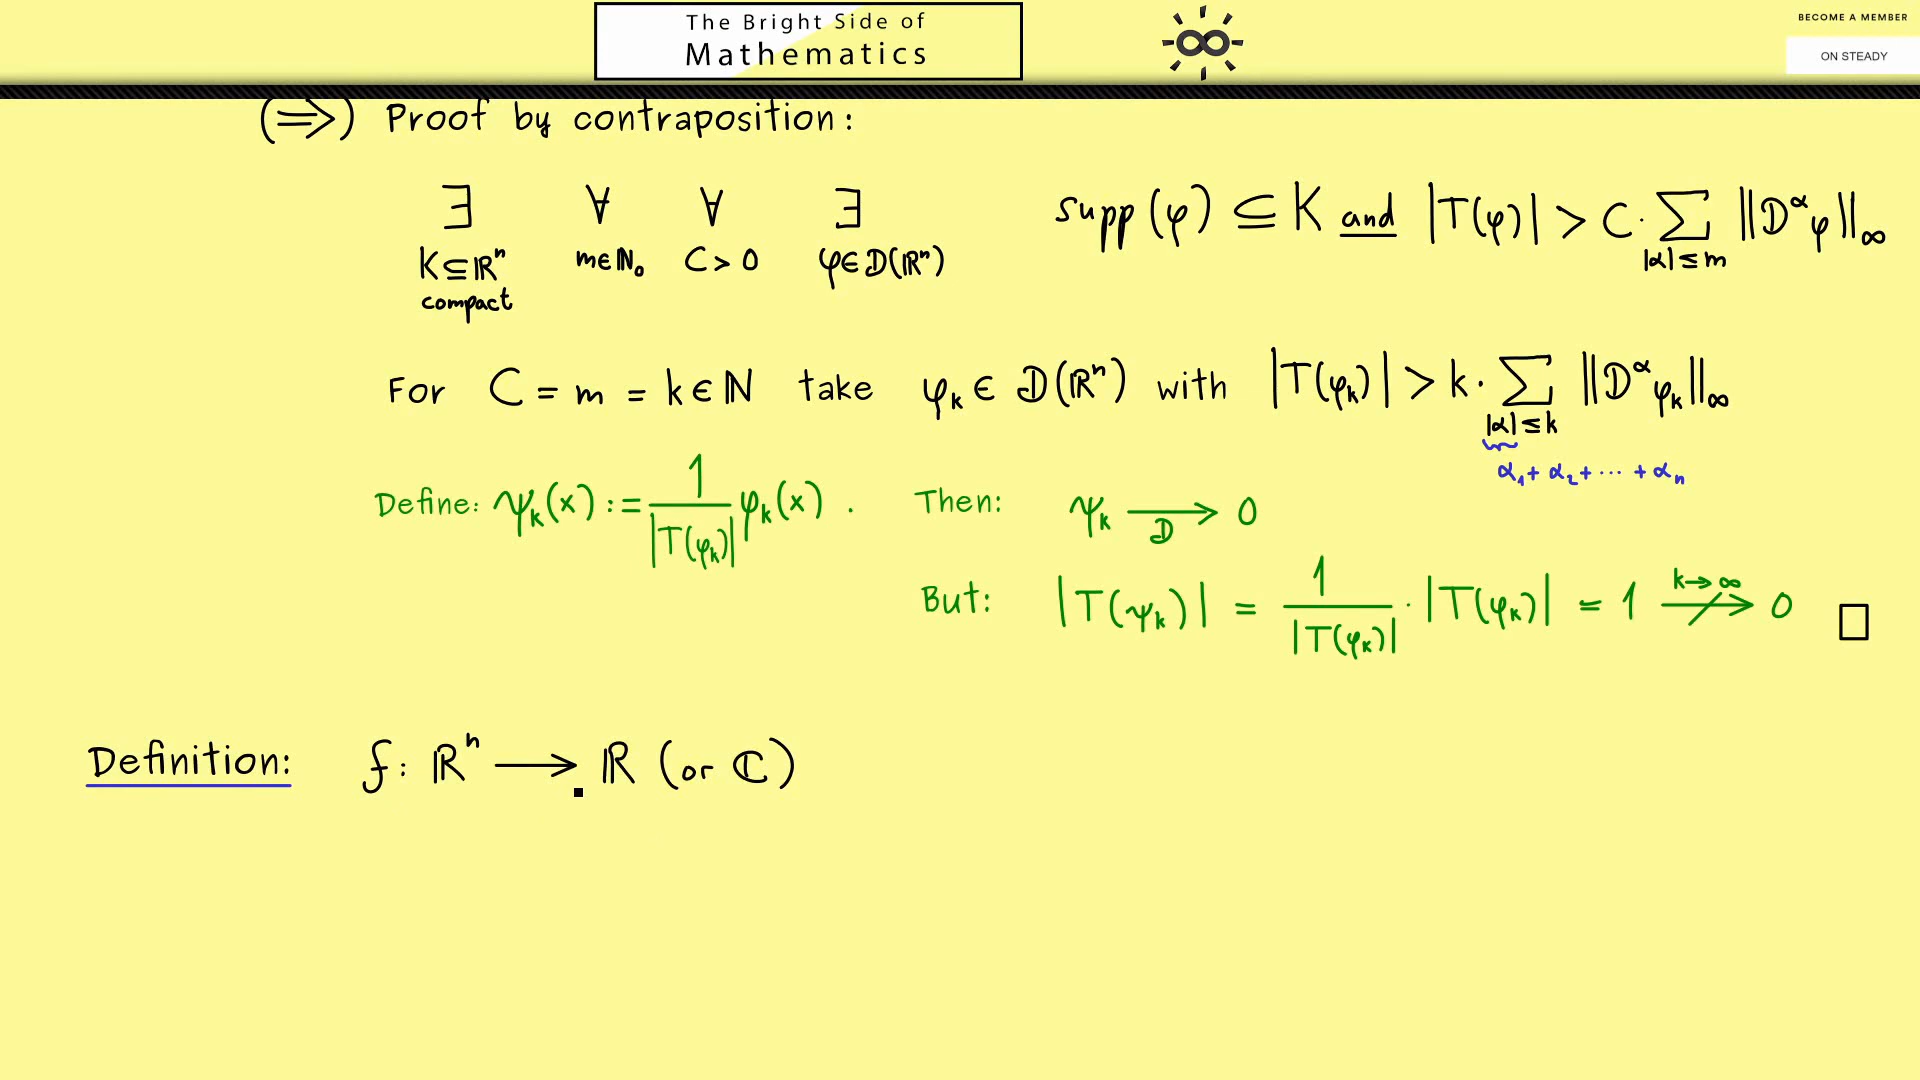 The Bright Side of
Mathematics
BECOME A MEMBER
ON STEADY
(⇒) Proof by contraposition:
∃ ∀ ∀ ∃ supp(φ) ⊆ K and |T(φ)| > C · ∑ ‖D^α φ‖_∞
K ⊆ ℝⁿ m∈ℕ₀ C > 0 φ∈D(ℝⁿ) |α| ≤ m
compact
For C = m = k ∈ ℕ take φ_k ∈ D(ℝⁿ) with |T(φ_k)| > k · ∑ ‖D^α φ_k‖_∞
|α| ≤ k
α₁ + α₂ + ⋯ + α_n
Define: ψ_k(x) := 1/|T(φ_k)| φ_k(x) . Then: ψ_k ⟶_D 0
But: |T(ψ_k)| = 1/|T(φ_k)| · |T(φ_k)| = 1 ↛ (k→∞) 0 □
Definition: f: ℝⁿ ⟶ ℝ (or ℂ)